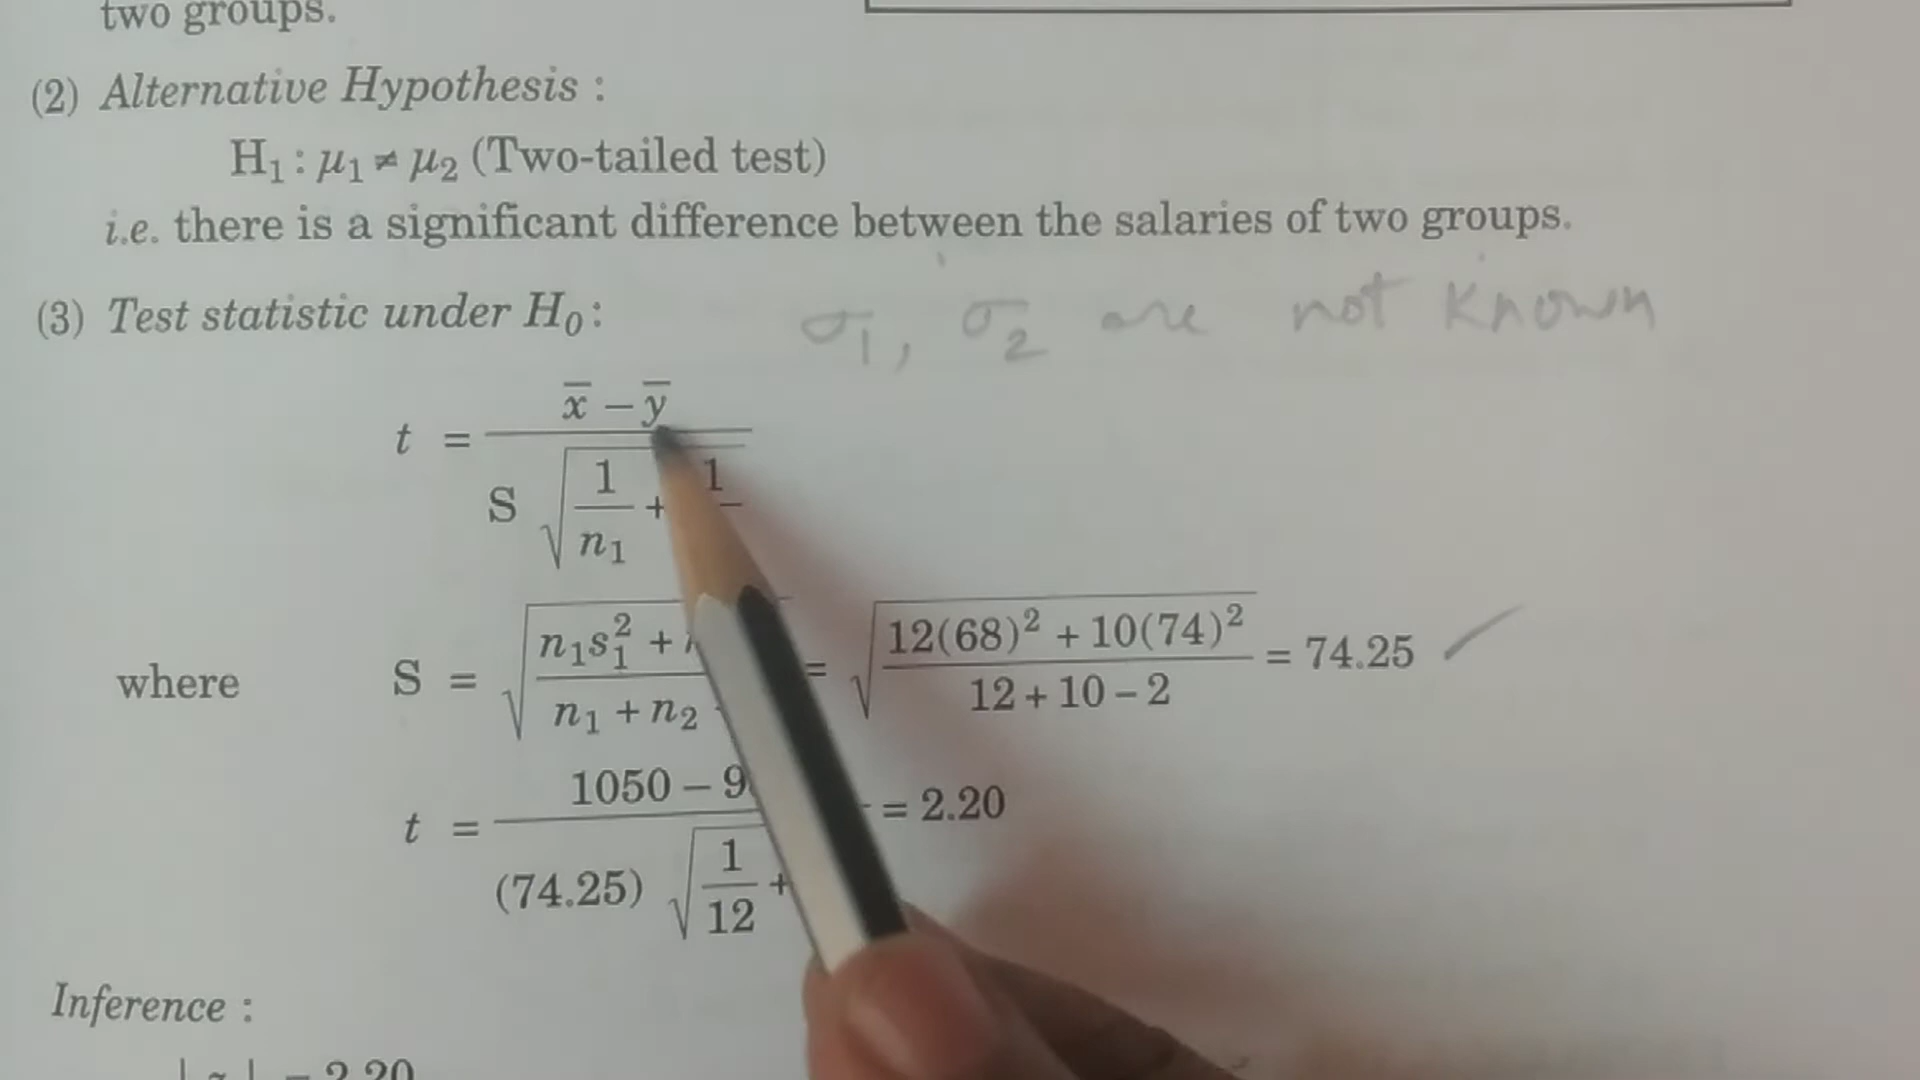 two groups.
(2) Alternative Hypothesis :
H₁ : μ₁ ≠ μ₂ (Two-tailed test)
i.e. there is a significant difference between the salaries of two groups.
(3) Test statistic under H₀ :
σ₁, σ₂ are not known
x̄ – ȳ
t =
S √ 1 + 1
n₁
where S = √ n₁s₁² + = √ 12(68)² + 10(74)² = 74.25 ✓
n₁ + n₂ 12 + 10 – 2
1050 – 9
t = = 2.20
(74.25) √ 1 +
12
Inference :
= 2.20